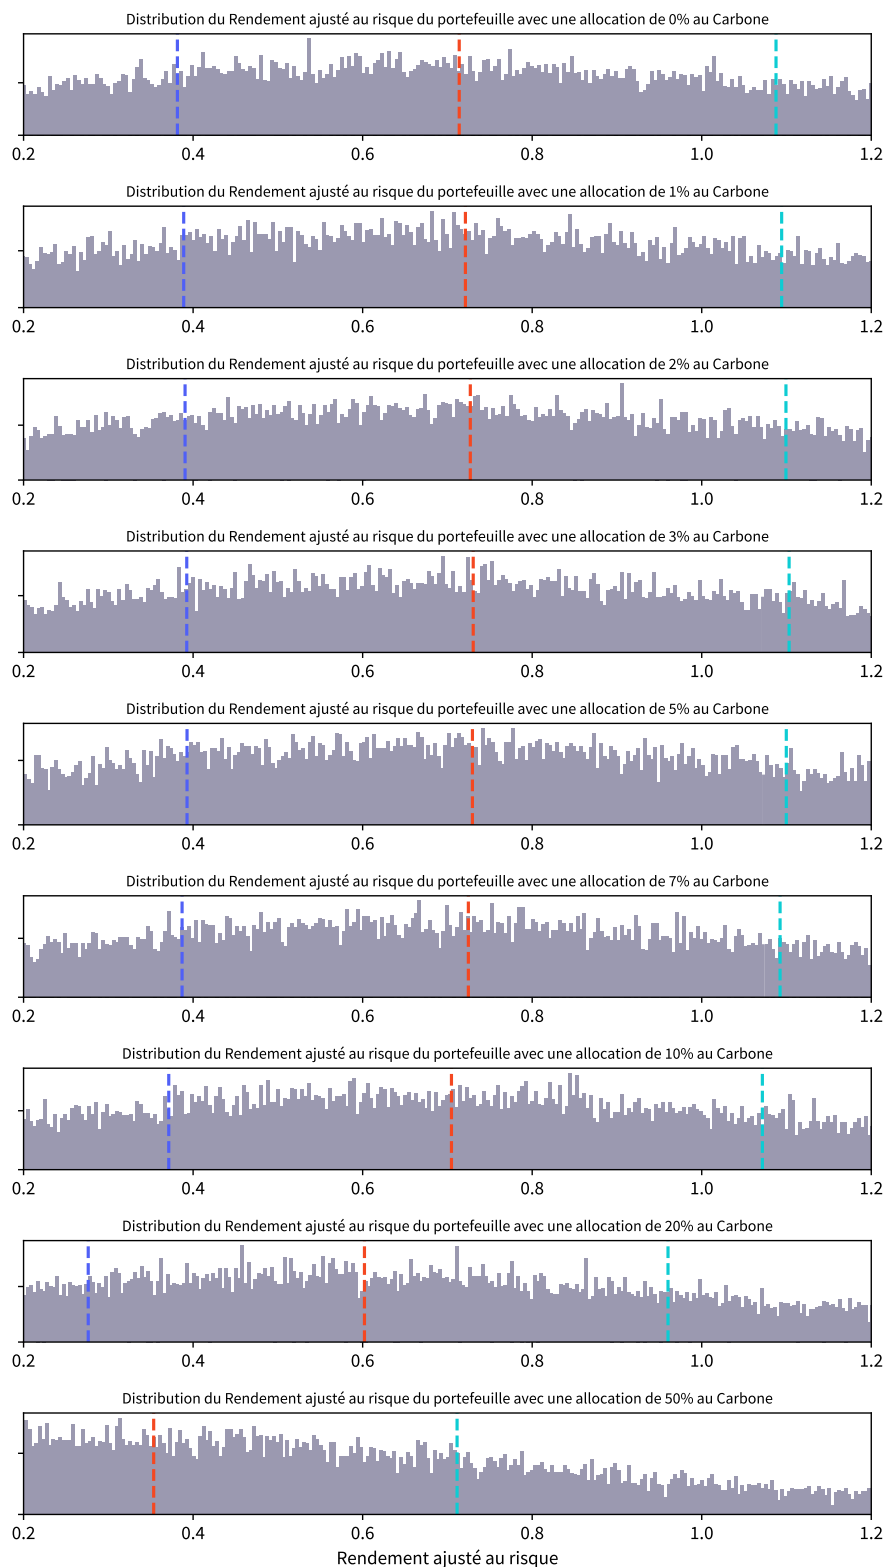 Distribution du Rendement ajusté au risque du portefeuille avec une allocation de 0% au Carbone
0.2 0.4 0.6 0.8 1.0 1.2
Distribution du Rendement ajusté au risque du portefeuille avec une allocation de 1% au Carbone
0.2 0.4 0.6 0.8 1.0 1.2
Distribution du Rendement ajusté au risque du portefeuille avec une allocation de 2% au Carbone
0.2 0.4 0.6 0.8 1.0 1.2
Distribution du Rendement ajusté au risque du portefeuille avec une allocation de 3% au Carbone
0.2 0.4 0.6 0.8 1.0 1.2
Distribution du Rendement ajusté au risque du portefeuille avec une allocation de 5% au Carbone
0.2 0.4 0.6 0.8 1.0 1.2
Distribution du Rendement ajusté au risque du portefeuille avec une allocation de 7% au Carbone
0.2 0.4 0.6 0.8 1.0 1.2
Distribution du Rendement ajusté au risque du portefeuille avec une allocation de 10% au Carbone
0.2 0.4 0.6 0.8 1.0 1.2
Distribution du Rendement ajusté au risque du portefeuille avec une allocation de 20% au Carbone
0.2 0.4 0.6 0.8 1.0 1.2
Distribution du Rendement ajusté au risque du portefeuille avec une allocation de 50% au Carbone
0.2 0.4 0.6 0.8 1.0 1.2
Rendement ajusté au risque